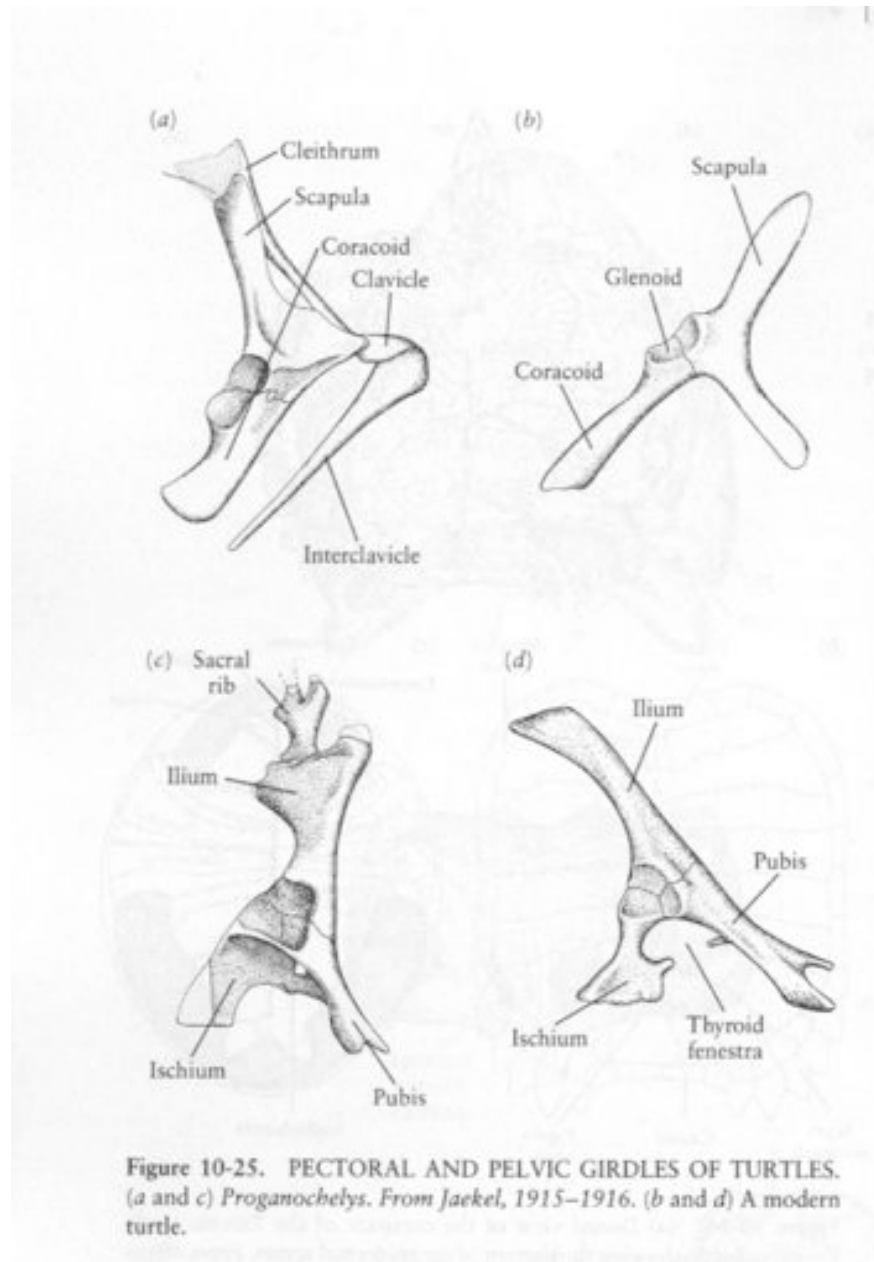 (a)
Cleithrum
Scapula
Coracoid
Clavicle
Interclavicle
(b)
Scapula
Glenoid
Coracoid
(c)
Sacral
rib
Ilium
Ischium
Pubis
(d)
Ilium
Pubis
Ischium
Thyroid
fenestra
Figure 10-25. PECTORAL AND PELVIC GIRDLES OF TURTLES.
(a and c) Proganochelys. From Jaekel, 1915–1916. (b and d) A modern
turtle.